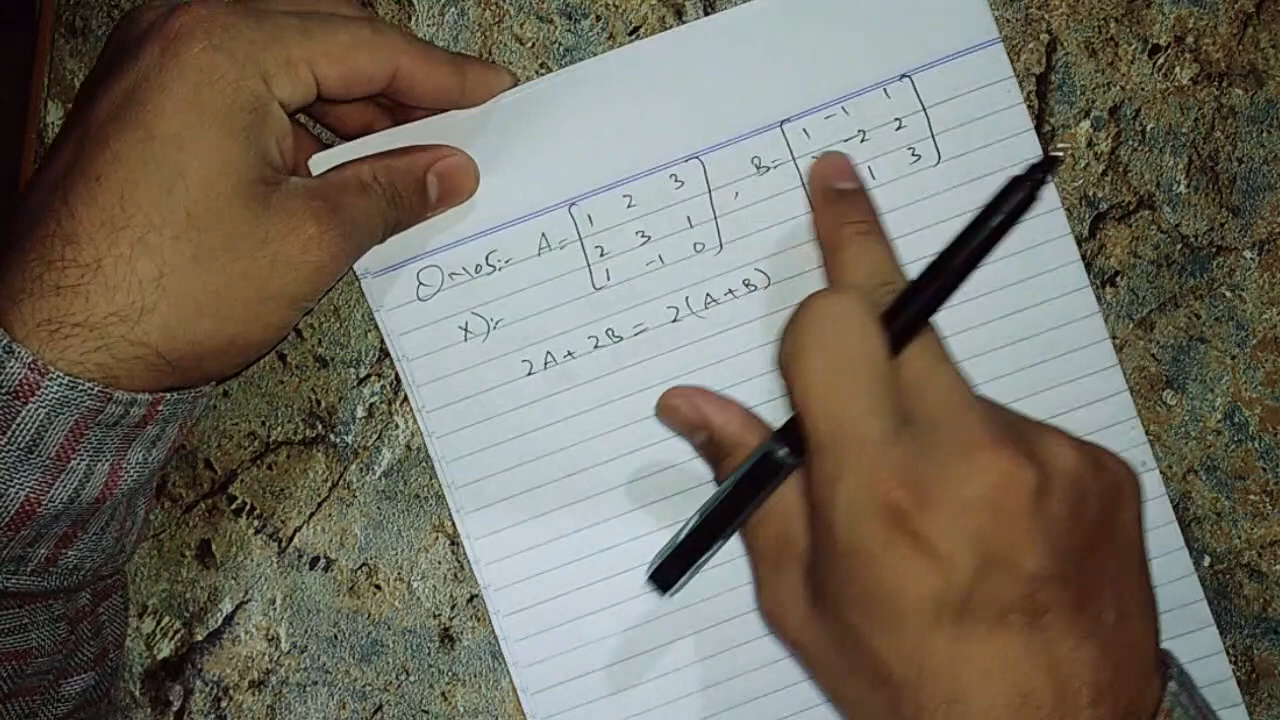 Q no5:- A= [1 2 3 , B= [1 -1 1
2 3 1 -2 2
1 -1 0] 1 3]
x):-
2A + 2B = 2(A+B)